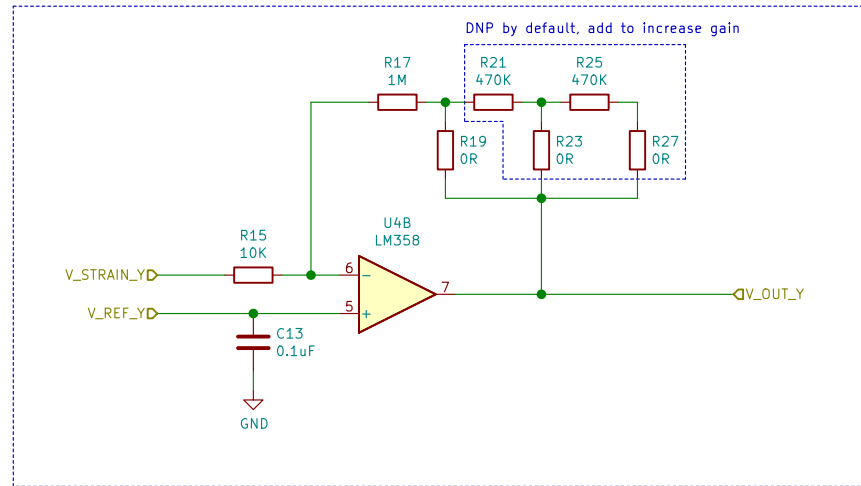 DNP by default, add to increase gain
R17
1M
R21
470K
R25
470K
R19
0R
R23
0R
R27
0R
U4B
LM358
R15
10K
V_STRAIN_Y
6
−
7
V_OUT_Y
V_REF_Y
5
+
C13
0.1uF
GND